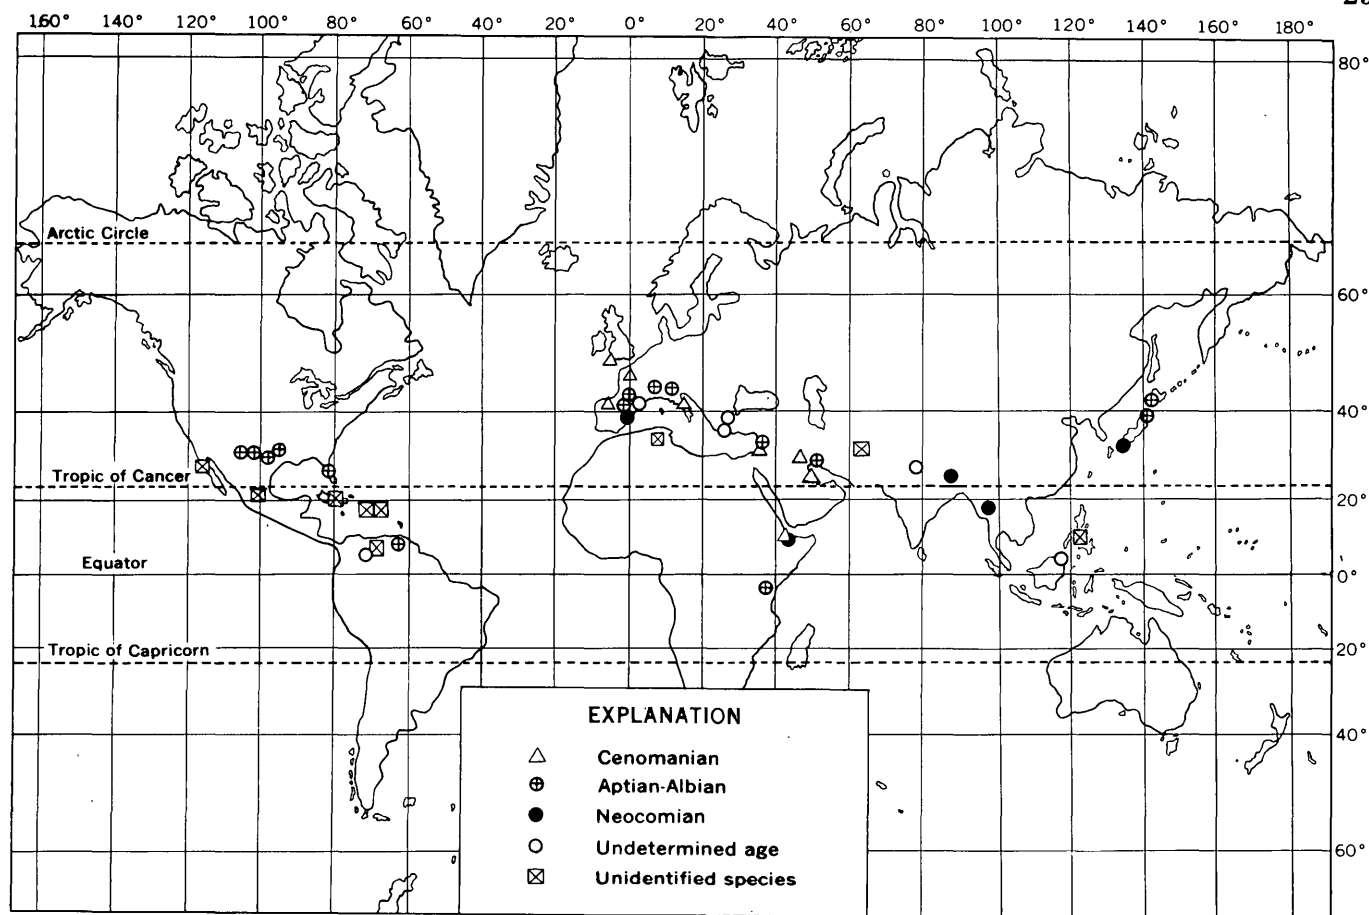 160° 140° 120° 100° 80° 60° 40° 20° 0° 20° 40° 60° 80° 100° 120° 140° 160° 180°
80°
Arctic Circle
60°
40°
Tropic of Cancer
20°
Equator
0°
Tropic of Capricorn
20°
EXPLANATION
40°
Cenomanian
Aptian-Albian
Neocomian
Undetermined age
60°
Unidentified species